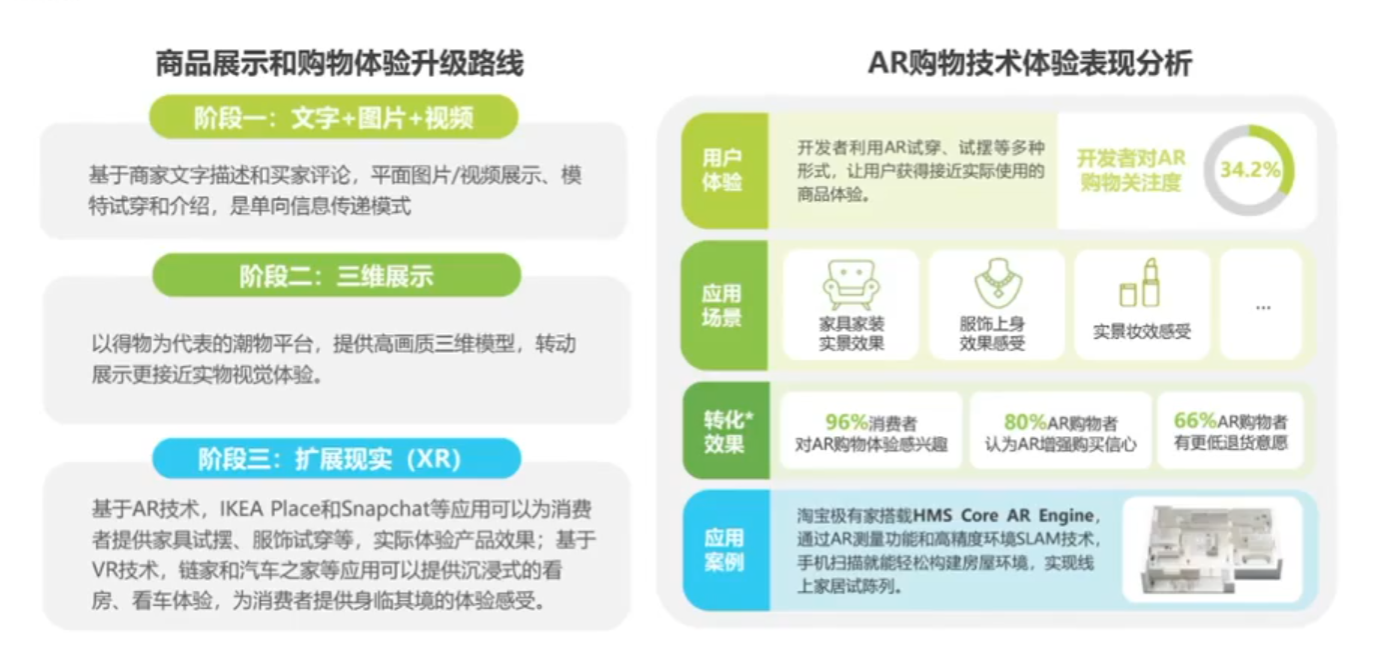 商品展示和购物体验升级路线
阶段一：文字+图片+视频
基于商家文字描述和买家评论，平面图片/视频展示、模
特试穿和介绍，是单向信息传递模式
阶段二：三维展示
以得物为代表的潮物平台，提供高画质三维模型，转动
展示更接近实物视觉体验。
阶段三：扩展现实（XR）
基于AR技术，IKEA Place和Snapchat等应用可以为消费
者提供家具试摆、服饰试穿等，实际体验产品效果；基于
VR技术，链家和汽车之家等应用可以提供沉浸式的看
房、看车体验，为消费者提供身临其境的体验感受。
AR购物技术体验表现分析
用户
体验
开发者利用AR试穿、试摆等多种
形式，让用户获得接近实际使用的
商品体验。
开发者对AR
购物关注度
34.2%
应用
场景
家具家装
实景效果
服饰上身
效果感受
实景妆效感受
...
转化*
效果
96%消费者
对AR购物体验感兴趣
80%AR购物者
认为AR增强购买信心
66%AR购物者
有更低退货意愿
应用
案例
淘宝极有家搭载HMS Core AR Engine，
通过AR测量功能和高精度环境SLAM技术，
手机扫描就能轻松构建房屋环境，实现线
上家居试陈列。